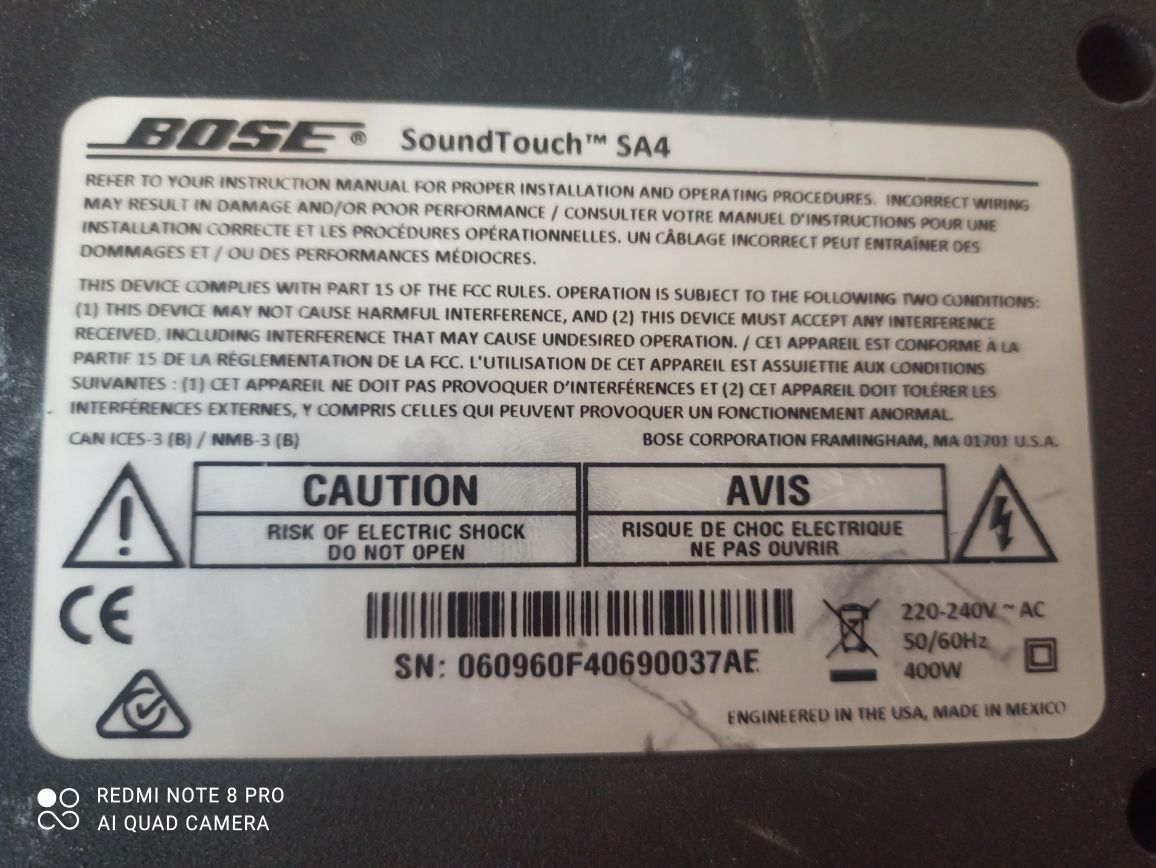 BOSE® SoundTouch™ SA4
REFER TO YOUR INSTRUCTION MANUAL FOR PROPER INSTALLATION AND OPERATING PROCEDURES. INCORRECT WIRING
MAY RESULT IN DAMAGE AND/OR POOR PERFORMANCE / CONSULTER VOTRE MANUEL D'INSTRUCTIONS POUR UNE
INSTALLATION CORRECTE ET LES PROCÉDURES OPÉRATIONNELLES. UN CÂBLAGE INCORRECT PEUT ENTRAÎNER DES
DOMMAGES ET / OU DES PERFORMANCES MÉDIOCRES.
THIS DEVICE COMPLIES WITH PART 15 OF THE FCC RULES. OPERATION IS SUBJECT TO THE FOLLOWING TWO CONDITIONS:
(1) THIS DEVICE MAY NOT CAUSE HARMFUL INTERFERENCE, AND (2) THIS DEVICE MUST ACCEPT ANY INTERFERENCE
RECEIVED, INCLUDING INTERFERENCE THAT MAY CAUSE UNDESIRED OPERATION. / CET APPAREIL EST CONFORME À LA
PARTIF 15 DE LA RÉGLEMENTATION DE LA FCC. L'UTILISATION DE CET APPAREIL EST ASSUJETTIE AUX CONDITIONS
SUIVANTES : (1) CET APPAREIL NE DOIT PAS PROVOQUER D'INTERFÉRENCES ET (2) CET APPAREIL DOIT TOLÉRER LES
INTERFÉRENCES EXTERNES, Y COMPRIS CELLES QUI PEUVENT PROVOQUER UN FONCTIONNEMENT ANORMAL.
CAN ICES-3 (B) / NMB-3 (B)
BOSE CORPORATION FRAMINGHAM, MA 01701 U.S.A.
CAUTION
RISK OF ELECTRIC SHOCK
DO NOT OPEN
AVIS
RISQUE DE CHOC ELECTRIQUE
NE PAS OUVRIR
CE
SN: 060960F40690037AE
220-240V ~ AC
50/60Hz
400W
ENGINEERED IN THE USA, MADE IN MEXICO
REDMI NOTE 8 PRO
AI QUAD CAMERA